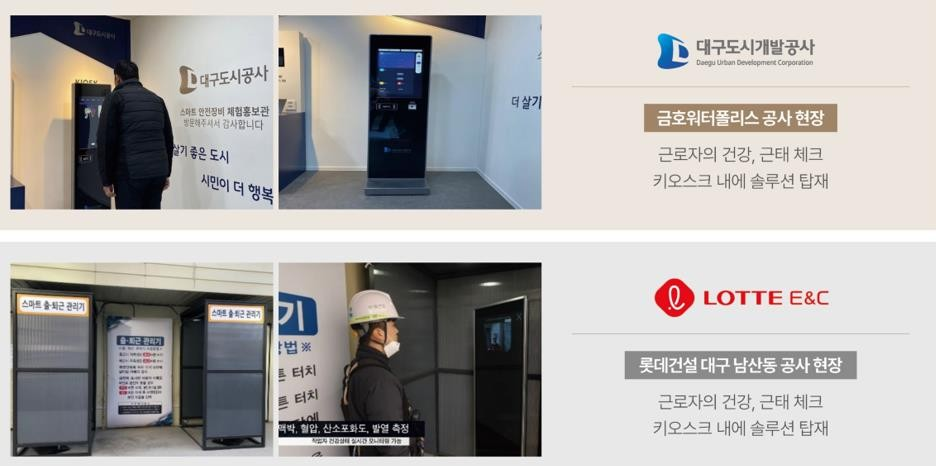 대구도시공사
KIOSK
대구도시공사
스마트 안전장비 체험홍보관
방문해주셔서 감사합니다
살기 좋은 도시
시민이 더 행복
더 살기
대구도시개발공사
Daegu Urban Development Corporation
금호워터폴리스 공사 현장
근로자의 건강, 근태 체크
키오스크 내에 솔루션 탑재
스마트 출·퇴근 관리기
스마트 출·퇴근 관리기
출·퇴근 관리기
기
방법※
튼 터치
튼 터치
맥박, 혈압, 산소포화도, 발열 측정
작업자 건강상태 실시간 모니터링 가능
LOTTE E&C
롯데건설 대구 남산동 공사 현장
근로자의 건강, 근태 체크
키오스크 내에 솔루션 탑재